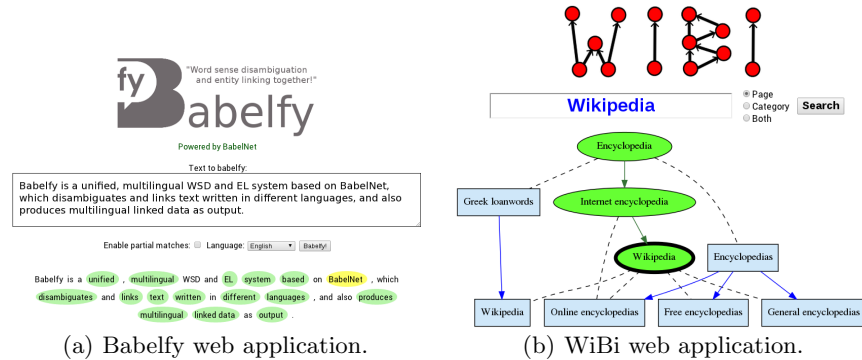 fy
"Word sense disambiguation
and entity linking together!"
Babelfy
Powered by BabelNet
Text to babelfy:
Babelfy is a unified, multilingual WSD and EL system based on BabelNet,
which disambiguates and links text written in different languages, and also
produces multilingual linked data as output.
Enable partial matches: Language: English Babelfy!
Babelfy is a unified , multilingual WSD and EL system based on BabelNet , which
disambiguates and links text written in different languages , and also produces
multilingual linked data as output .
(a) Babelfy web application.
WIBI
Wikipedia
Page
Category
Both
Search
Encyclopedia
Greek loanwords
Internet encyclopedia
Wikipedia
Encyclopedias
Wikipedia
Online encyclopedias
Free encyclopedias
General encyclopedias
(b) WiBi web application.